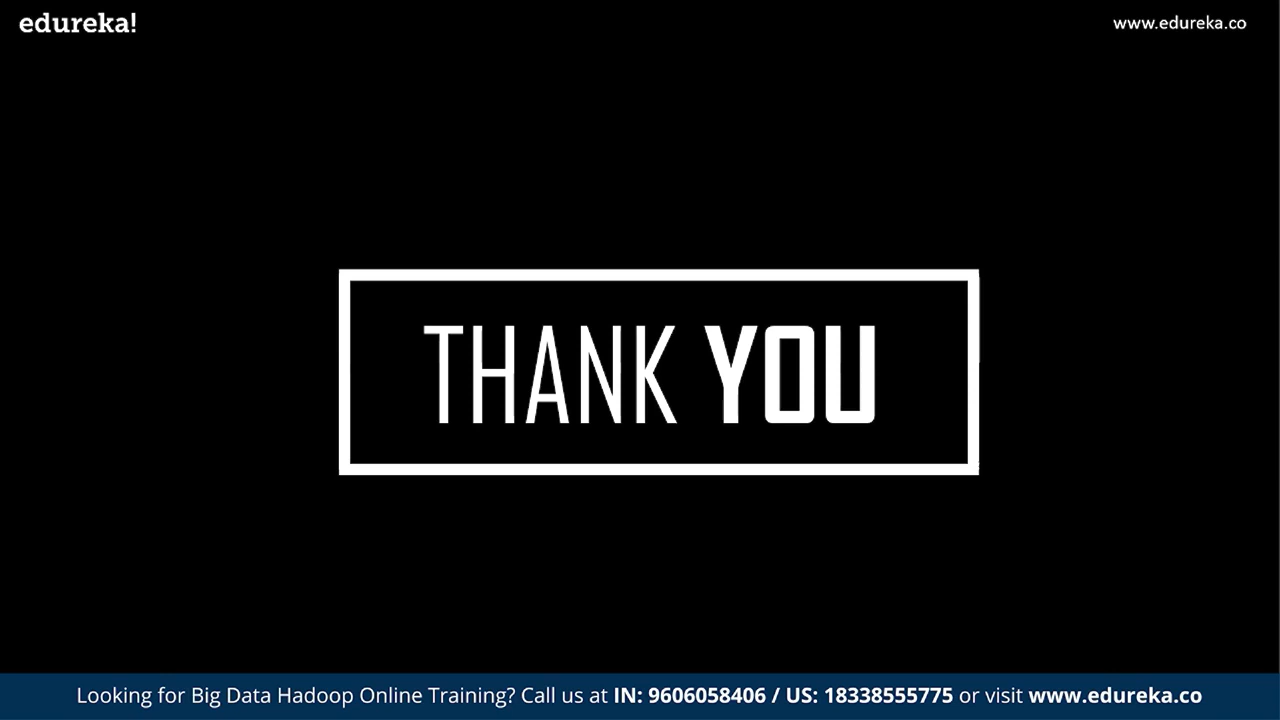 edureka!
www.edureka.co
THANK YOU
Looking for Big Data Hadoop Online Training? Call us at IN: 9606058406 / US: 18338555775 or visit www.edureka.co